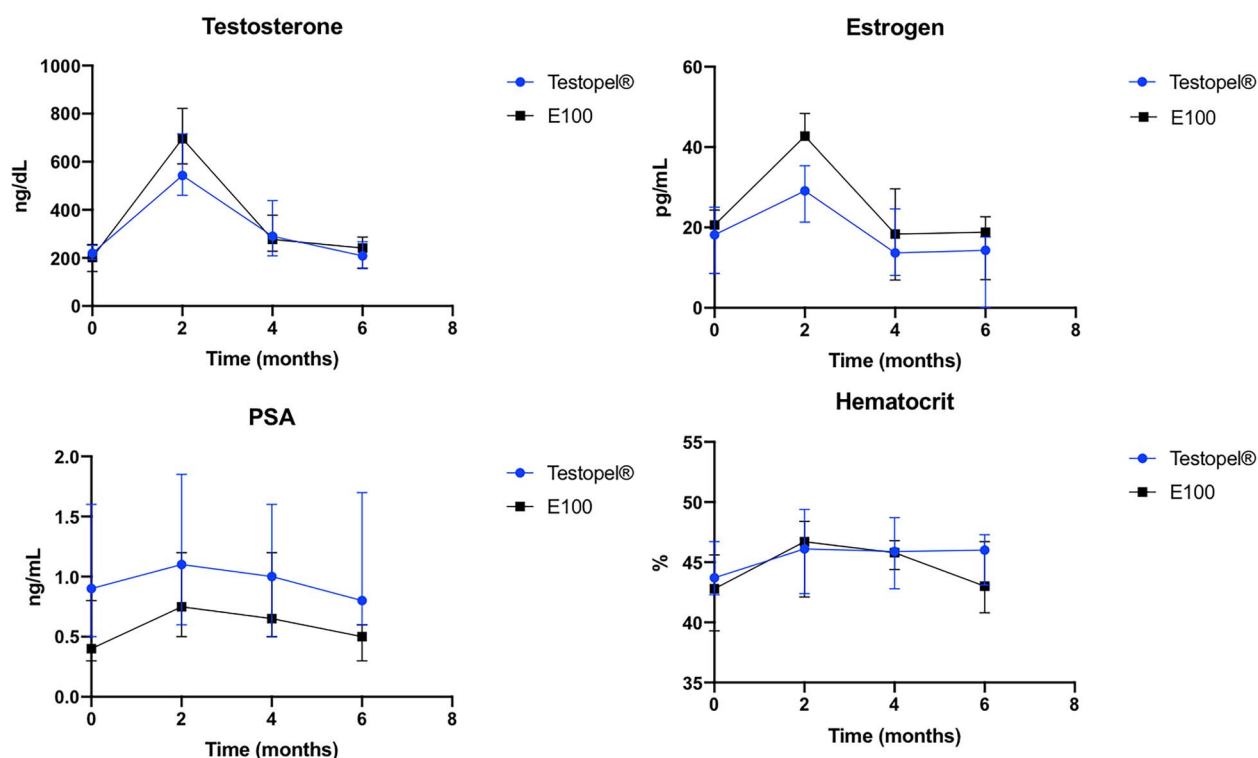 Testosterone
ng/dL
1000
800
600
400
200
0
0 2 4 6 8
Time (months)
Testopel®
E100
Estrogen
pg/mL
60
40
20
0
0 2 4 6 8
Time (months)
Testopel®
E100
PSA
ng/mL
2.0
1.5
1.0
0.5
0.0
0 2 4 6 8
Time (months)
Testopel®
E100
Hematocrit
%
55
50
45
40
35
0 2 4 6 8
Time (months)
Testopel®
E100